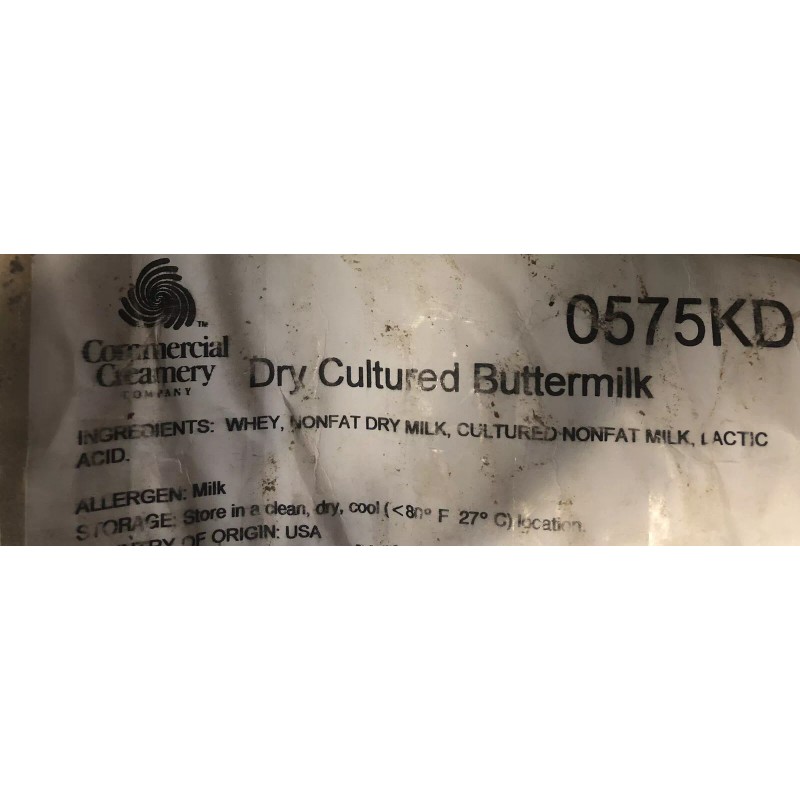 0575KD
™
Commercial
Creamery
COMPANY
Dry Cultured Buttermilk
INGREDIENTS: WHEY, NONFAT DRY MILK, CULTURED NONFAT MILK, LACTIC
ACID.
ALLERGEN: Milk
STORAGE: Store in a clean, dry, cool (<80° F 27° C) location.
OF ORIGIN: USA